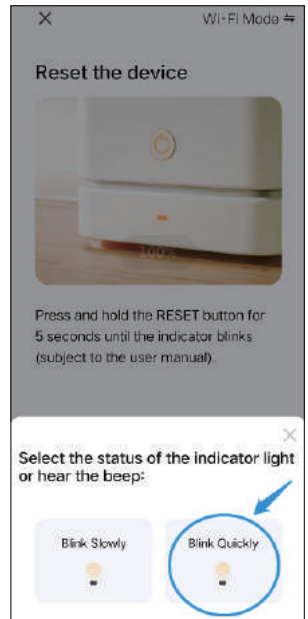 Wi-Fi Mode ⇋
Reset the device
100%
Press and hold the RESET button for
5 seconds until the indicator blinks
(subject to the user manual).
Select the status of the indicator light
or hear the beep:
Blink Slowly
Blink Quickly